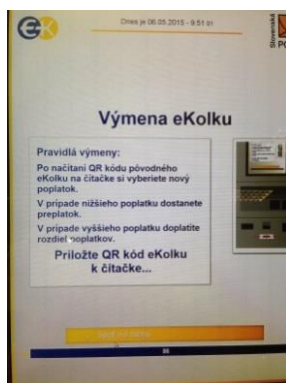 Dnes je 06.05.2015 - 9:51
Slovenská
Výmena eKolku
Pravidlá výmeny:
Po načítaní QR kódu pôvodného
eKolku na čítačke si vyberiete nový
poplatok.
V prípade nižšieho poplatku dostanete
preplatok.
V prípade vyššieho poplatku doplatíte
rozdiel poplatkov.
Priložte QR kód eKolku
k čítačke...